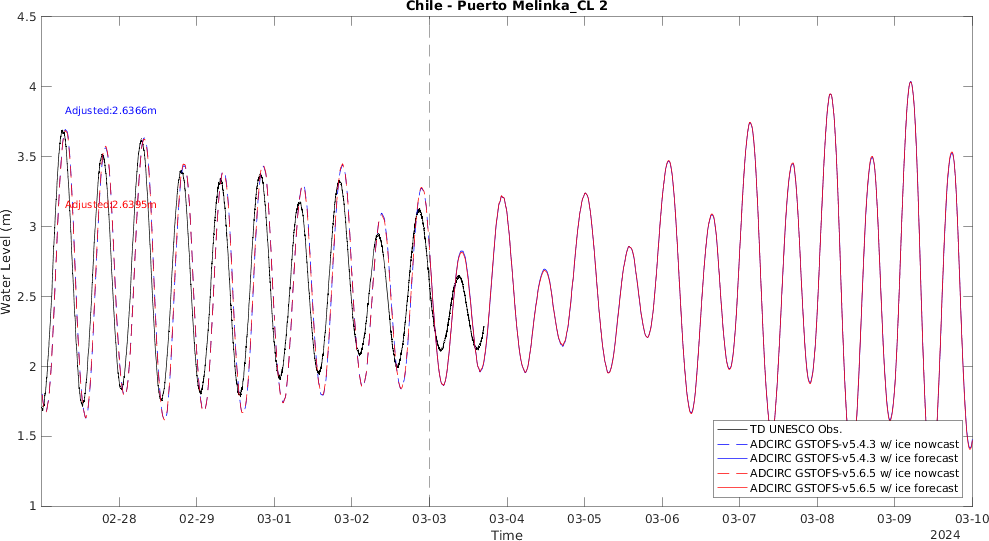 Chile - Puerto Melinka_CL 2
4.5
4
3.5
3
2.5
2
1.5
1
Water Level (m)
Adjusted:2.6366m
Adjusted:2.6395m
TD UNESCO Obs.
ADCIRC GSTOFS-v5.4.3 w/ ice nowcast
ADCIRC GSTOFS-v5.4.3 w/ ice forecast
ADCIRC GSTOFS-v5.6.5 w/ ice nowcast
ADCIRC GSTOFS-v5.6.5 w/ ice forecast
02-28 02-29 03-01 03-02 03-03 03-04 03-05 03-06 03-07 03-08 03-09 03-10
Time
2024